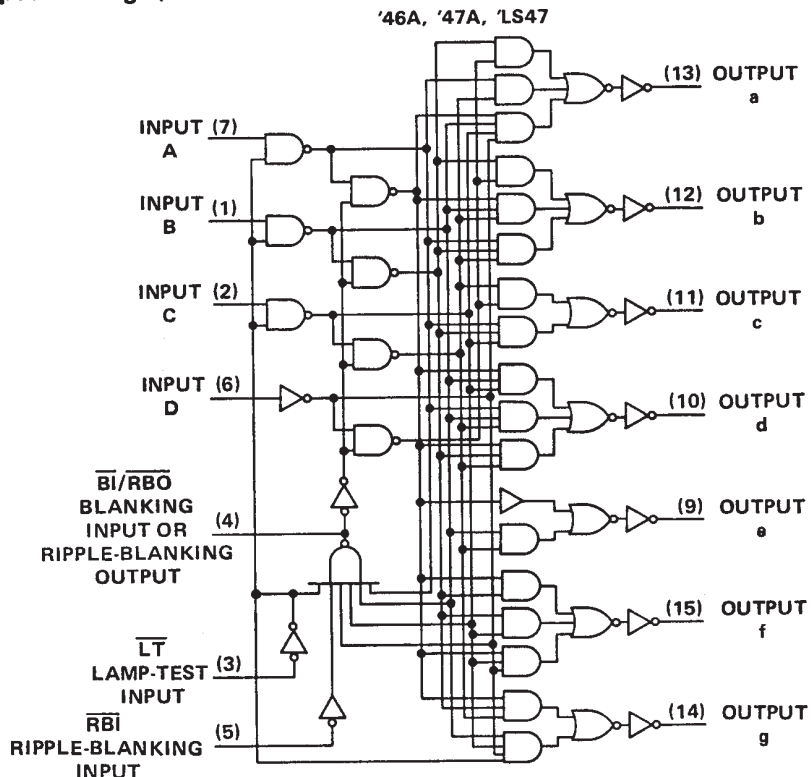 '46A, '47A, 'LS47
(13) OUTPUT
a
INPUT (7)
A
(12) OUTPUT
b
INPUT (1)
B
(11) OUTPUT
c
INPUT (2)
C
(10) OUTPUT
d
INPUT (6)
D
(9) OUTPUT
e
BI/RBO
BLANKING
INPUT OR (4)
RIPPLE-BLANKING
OUTPUT
(15) OUTPUT
f
LT
LAMP-TEST (3)
INPUT
(14) OUTPUT
g
RBI
RIPPLE-BLANKING (5)
INPUT